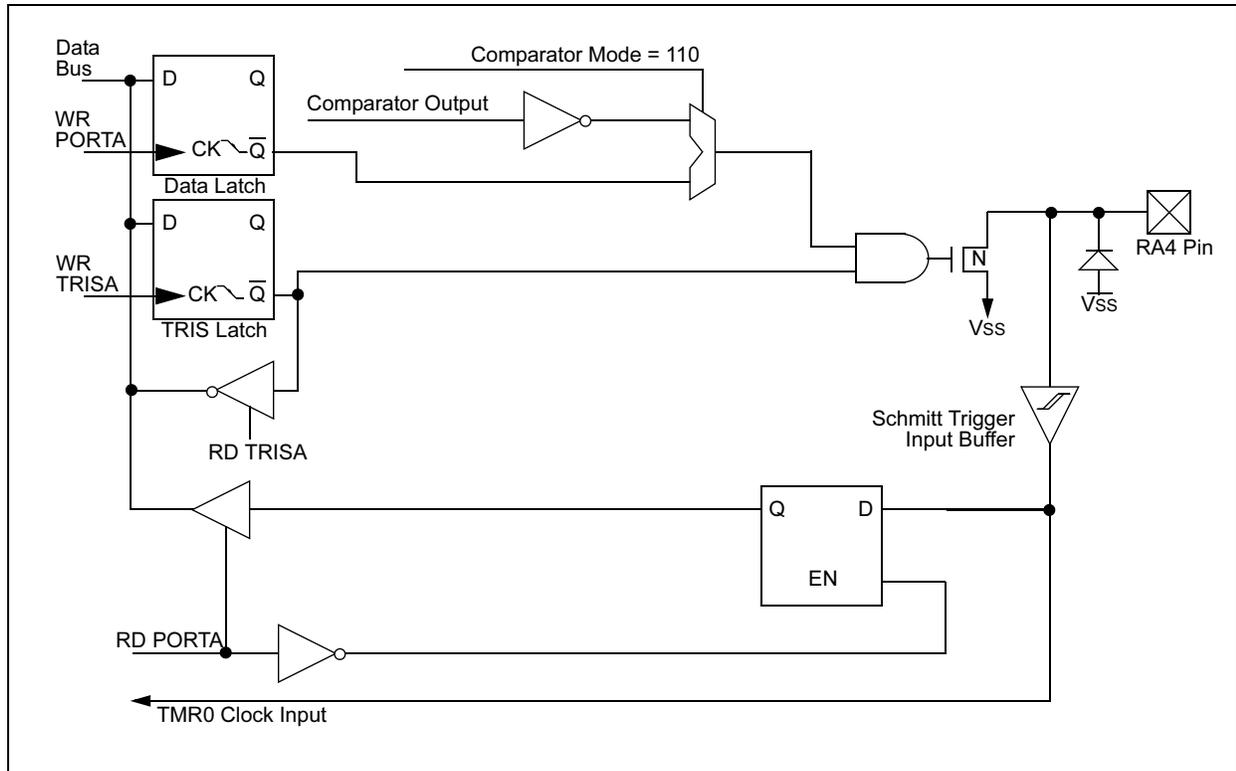 Data
Bus
D
Q
Comparator Mode = 110
Comparator Output
WR
PORTA
CK
Q̅
Data Latch
D
Q
RA4 Pin
WR
TRISA
CK
Q̅
N
VSS
VSS
TRIS Latch
RD TRISA
Schmitt Trigger
Input Buffer
Q
D
EN
RD PORTA
TMR0 Clock Input